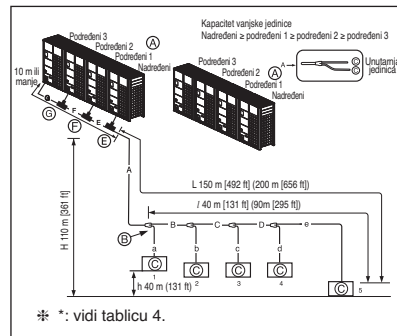 Kapacitet vanjske jedinice
Nadređeni ≥ podređeni 1 ≥ podređeni 2 ≥ podređeni 3
Podređeni 3
Podređeni 2
Podređeni 1
Nadređeni
A
Podređeni 3
Podređeni 2
Podređeni 1
Nadređeni
A
A
Unutarnja
jedinica
10 m ili
manje
G
F
F
E
E
A
L 150 m [492 ft] (200 m [656 ft])
l 40 m [131 ft] (90m [295 ft])
H 110 m [361 ft]
B
B
C
D
e
a
b
c
d
C
C
C
C
C
1
2
3
4
5
h 40 m (131 ft)
⁜ *: vidi tablicu 4.